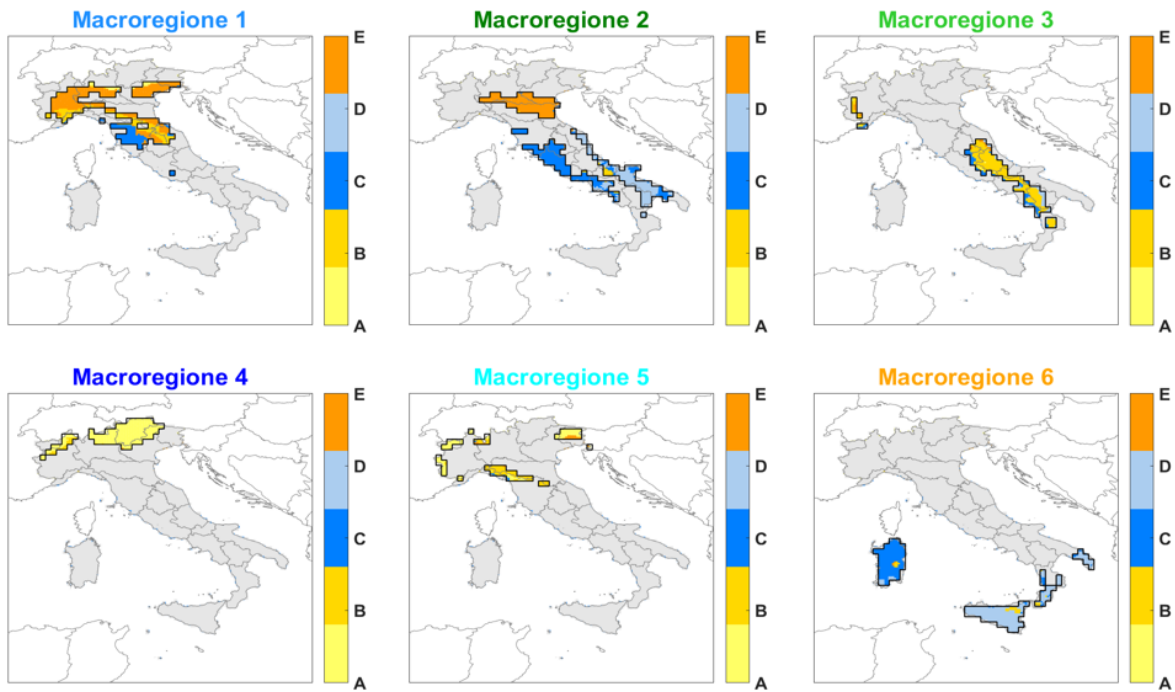 Macroregione 1
E
D
C
B
A
Macroregione 2
E
D
C
B
A
Macroregione 3
E
D
C
B
A
Macroregione 4
E
D
C
B
A
Macroregione 5
E
D
C
B
A
Macroregione 6
E
D
C
B
A